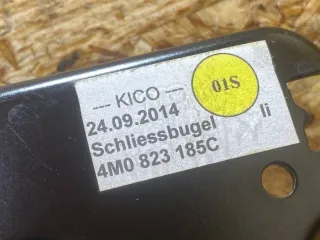 --- KICO ---
01S
24.09.2014
Schliessbugel li
4M0 823 185C